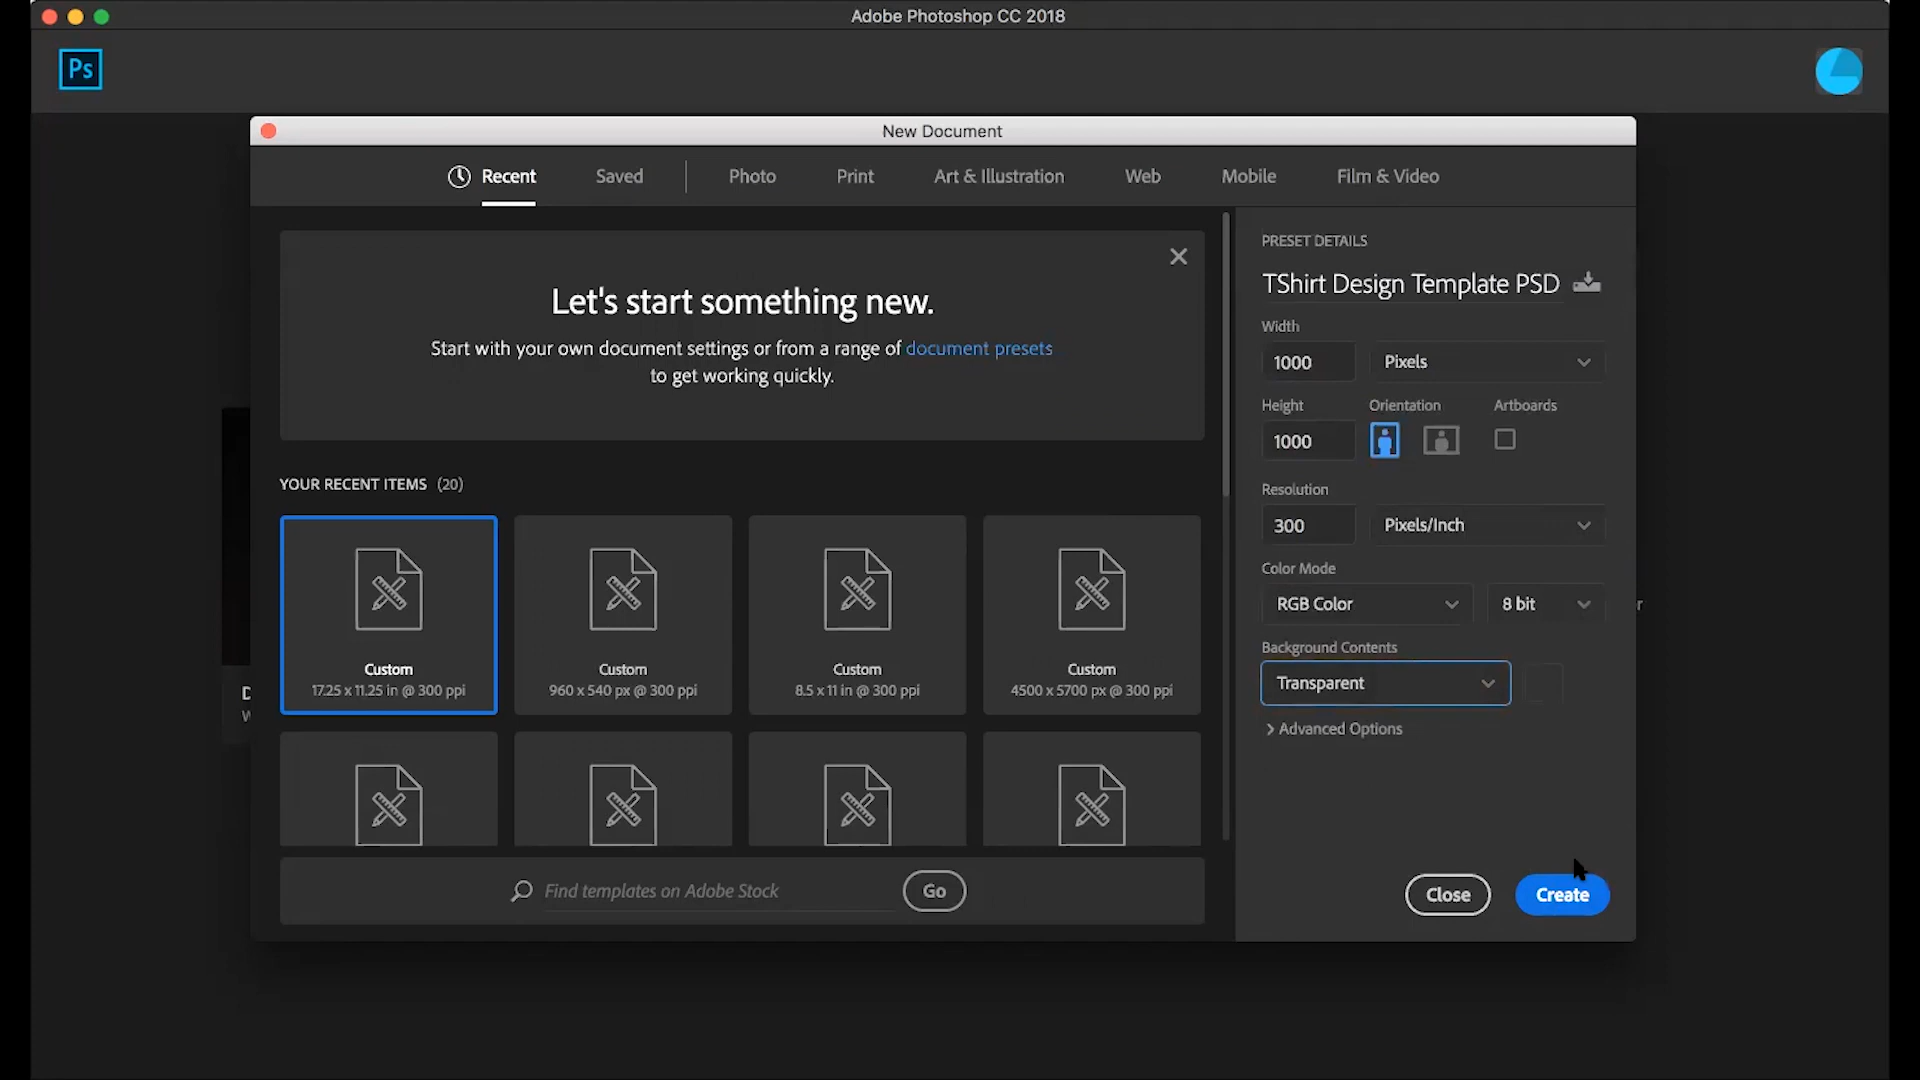 Adobe Photoshop CC 2018
Ps
New Document
Recent
Saved
Photo
Print
Art & Illustration
Web
Mobile
Film & Video
Let's start something new.
Start with your own document settings or from a range of document presets
to get working quickly.
YOUR RECENT ITEMS (20)
Custom
17.25 x 11.25 in @ 300 ppi
Custom
960 x 540 px @ 300 ppi
Custom
8.5 x 11 in @ 300 ppi
Custom
4500 x 5700 px @ 300 ppi
Find templates on Adobe Stock
Go
PRESET DETAILS
TShirt Design Template PSD
Width
1000 Pixels
Height Orientation Artboards
1000
Resolution
300 Pixels/Inch
Color Mode
RGB Color 8 bit
Background Contents
Transparent
Advanced Options
Close Create